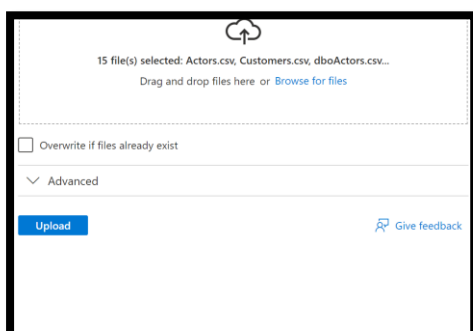 15 file(s) selected: Actors.csv, Customers.csv, dboActors.csv...
Drag and drop files here or Browse for files
Overwrite if files already exist
Advanced
Upload
Give feedback